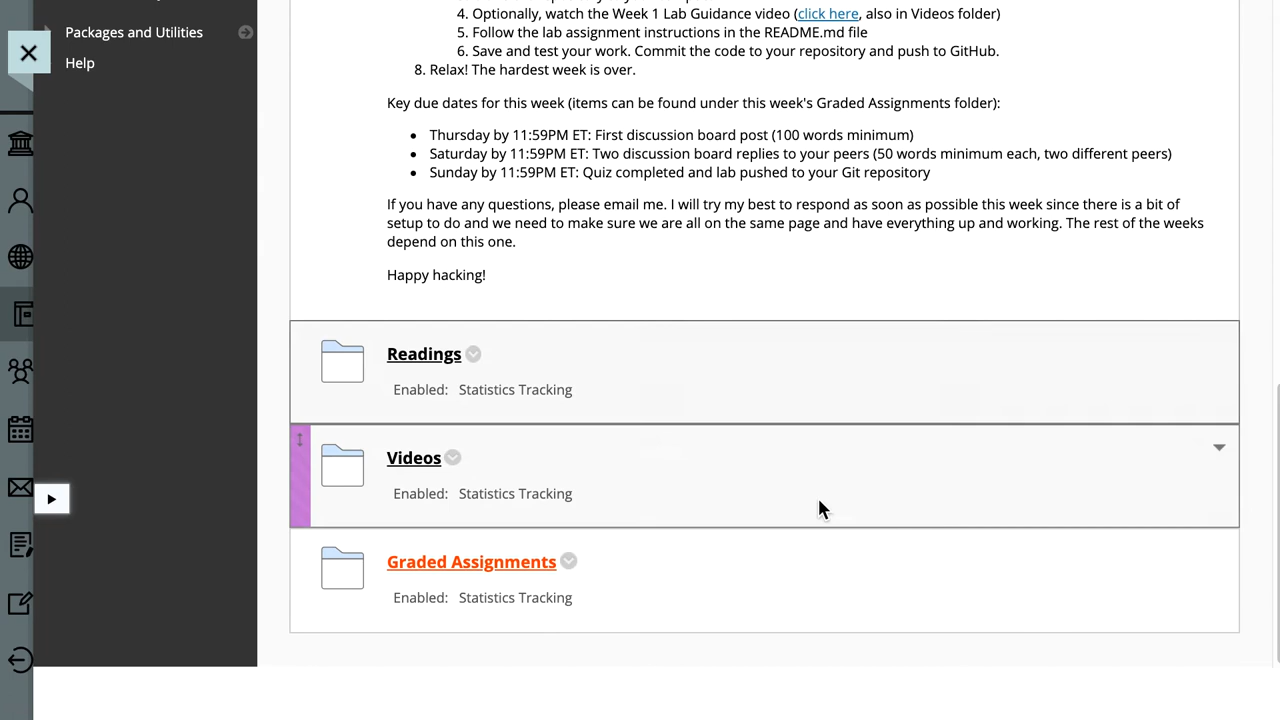 Packages and Utilities
Help
4. Optionally, watch the Week 1 Lab Guidance video (click here, also in Videos folder)
5. Follow the lab assignment instructions in the README.md file
6. Save and test your work. Commit the code to your repository and push to GitHub.
8. Relax! The hardest week is over.
Key due dates for this week (items can be found under this week's Graded Assignments folder):
• Thursday by 11:59PM ET: First discussion board post (100 words minimum)
• Saturday by 11:59PM ET: Two discussion board replies to your peers (50 words minimum each, two different peers)
• Sunday by 11:59PM ET: Quiz completed and lab pushed to your Git repository
If you have any questions, please email me. I will try my best to respond as soon as possible this week since there is a bit of
setup to do and we need to make sure we are all on the same page and have everything up and working. The rest of the weeks
depend on this one.
Happy hacking!
Readings
Enabled: Statistics Tracking
Videos
Enabled: Statistics Tracking
Graded Assignments
Enabled: Statistics Tracking